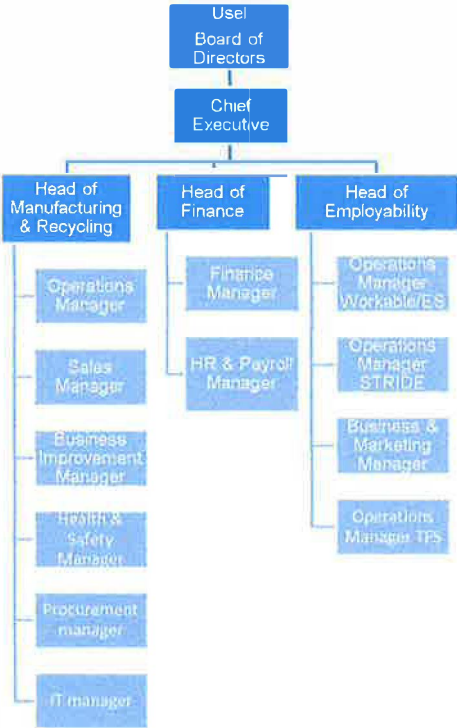 Usel
Board of
Directors
Chief
Executive
Head of
Manufacturing
& Recycling
Head of
Finance
Head of
Employability
Operations
Manager
Sales
Manager
Business
Improvement
Manager
Health &
Safety
Manager
Procurement
manager
IT manager
Finance
Manager
HR & Payroll
Manager
Operations
Manager
Workable/ES
Operations
Manager
STRIDE
Business &
Marketing
Manager
Operations
Manager TFS